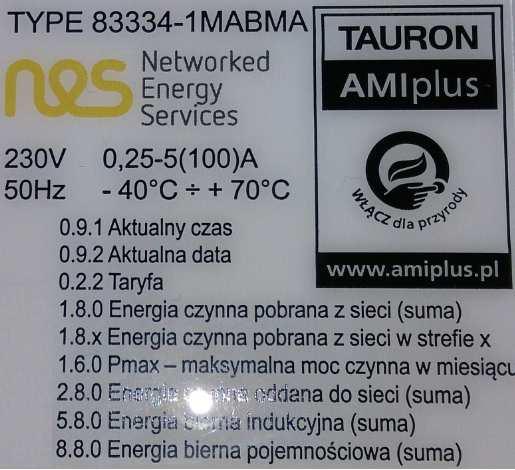 TYPE 83334-1MABMA
nes Networked
Energy
Services
TAURON
AMIplus
WŁĄCZ dla przyrody
www.amiplus.pl
230V 0,25-5(100)A
50Hz - 40°C ÷ + 70°C
0.9.1 Aktualny czas
0.9.2 Aktualna data
0.2.2 Taryfa
1.8.0 Energia czynna pobrana z sieci (suma)
1.8.x Energia czynna pobrana z sieci w strefie x
1.6.0 Pmax – maksymalna moc czynna w miesiącu
2.8.0 Energia oddana do sieci (suma)
5.8.0 Energia bierna indukcyjna (suma)
8.8.0 Energia bierna pojemnościowa (suma)